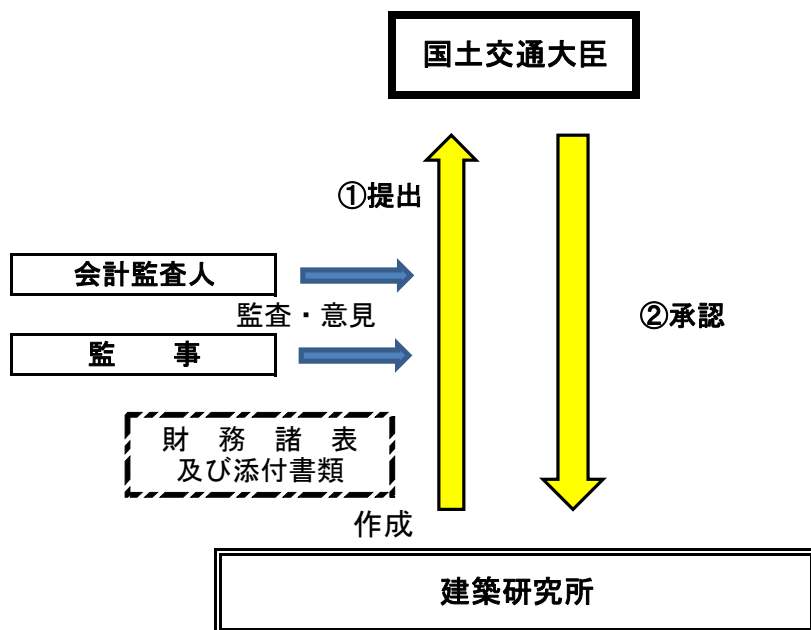 国土交通大臣
①提出
会計監査人
監査・意見
②承認
監　　事
財　務　諸　表
及び添付書類
作成
建築研究所